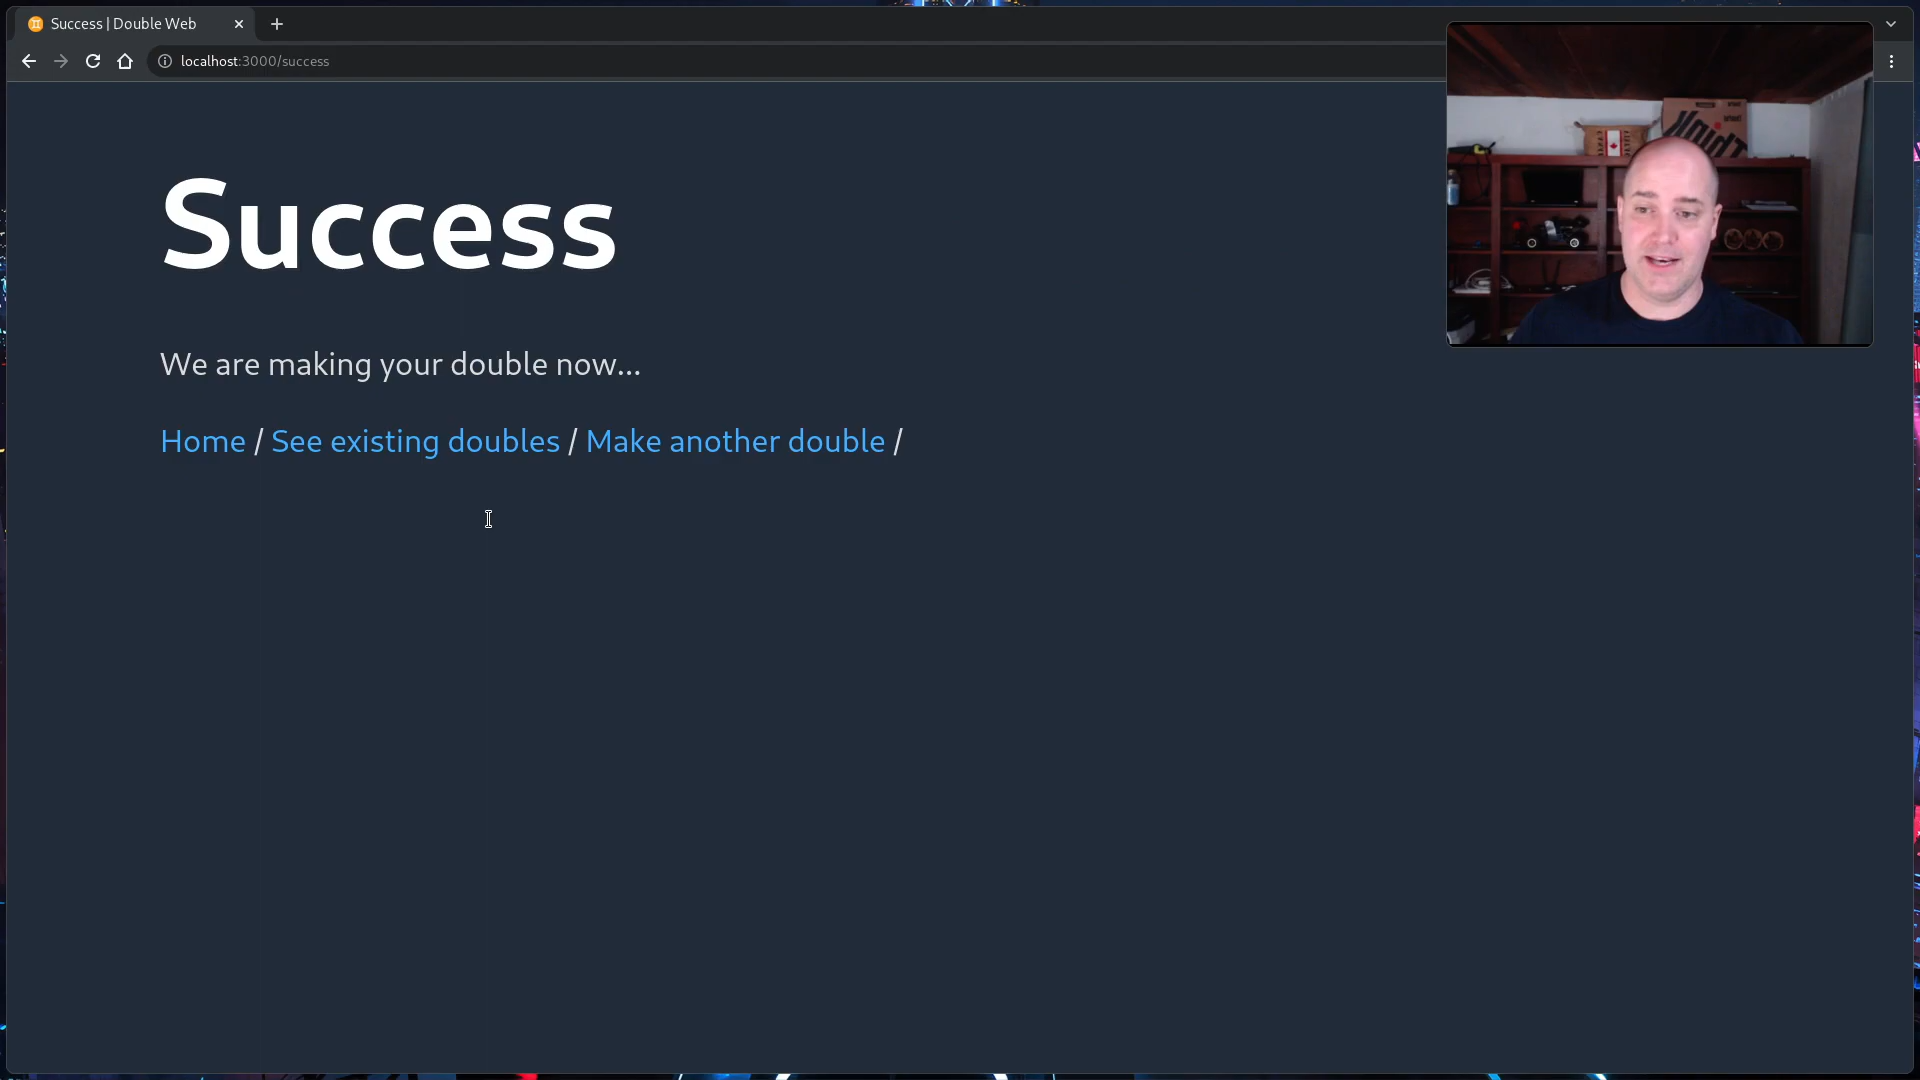 Success | Double Web
localhost:3000/success
Success
We are making your double now...
Home / See existing doubles / Make another double /